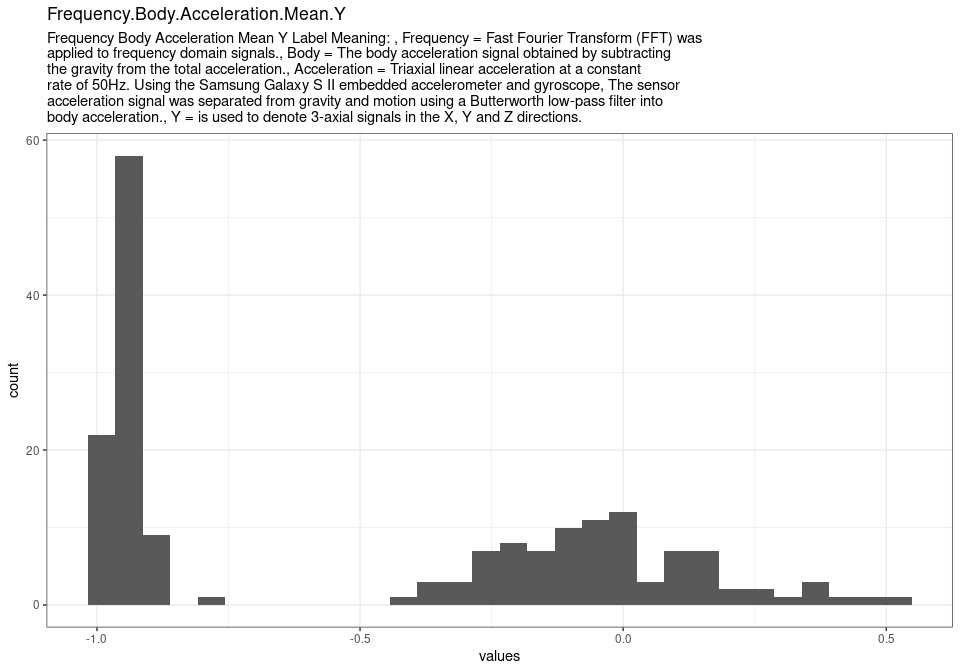 Frequency.Body.Acceleration.Mean.Y
Frequency Body Acceleration Mean Y Label Meaning: , Frequency = Fast Fourier Transform (FFT) was
applied to frequency domain signals., Body = The body acceleration signal obtained by subtracting
the gravity from the total acceleration., Acceleration = Triaxial linear acceleration at a constant
rate of 50Hz. Using the Samsung Galaxy S II embedded accelerometer and gyroscope, The sensor
acceleration signal was separated from gravity and motion using a Butterworth low-pass filter into
body acceleration., Y = is used to denote 3-axial signals in the X, Y and Z directions.
60
40
20
0
count
-1.0
-0.5
0.0
0.5
values